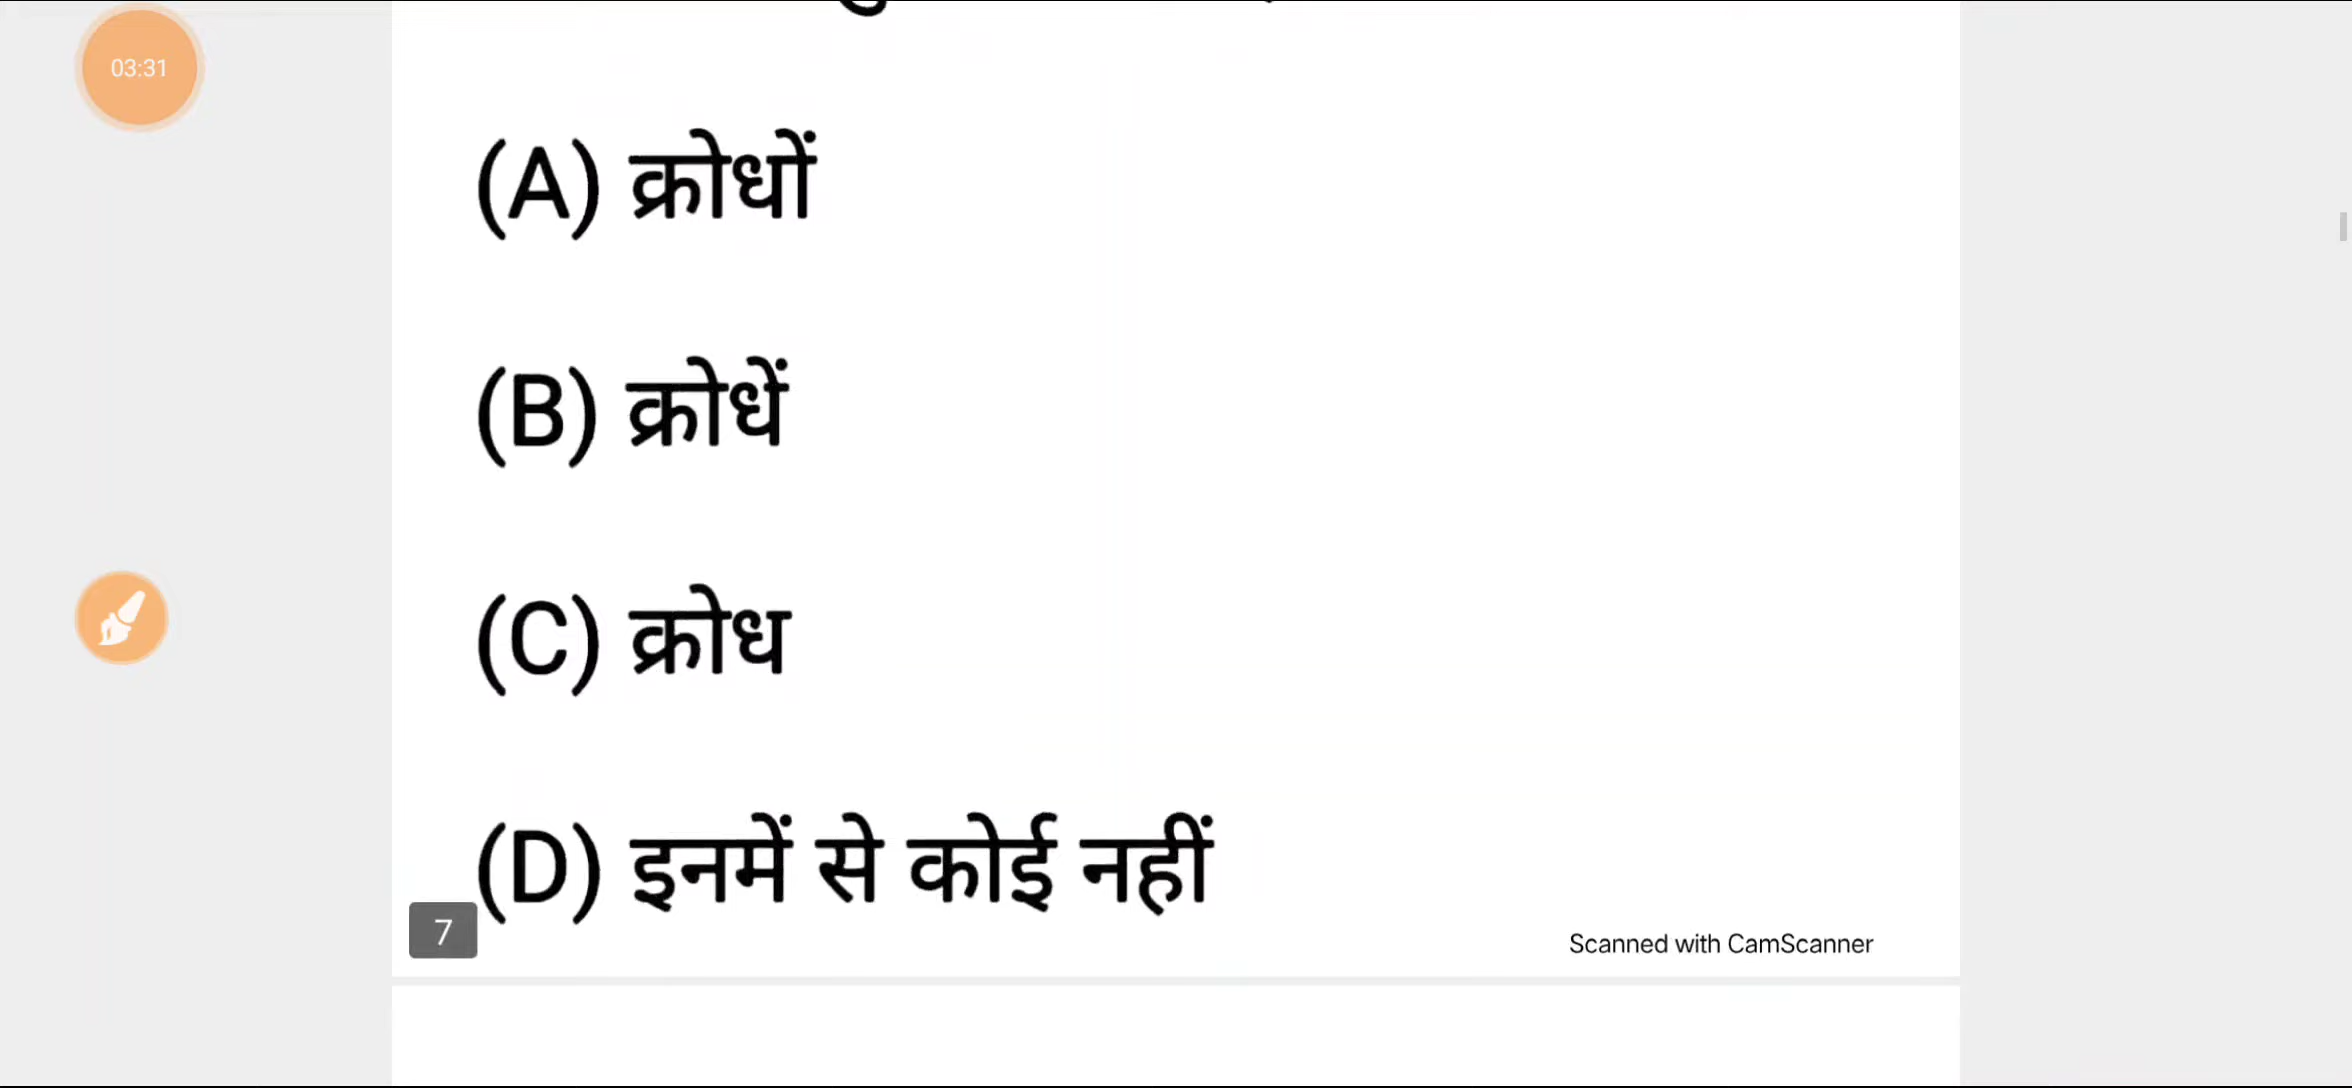 03:31
(A) क्रोधों
(B) क्रोधें
(C) क्रोध
(D) इनमें से कोई नहीं
7
Scanned with CamScanner